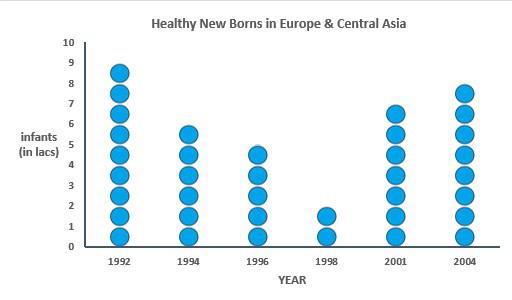 Healthy New Borns in Europe & Central Asia
10
9
8
7
6
5
4
3
2
1
0
infants
(in lacs)
1992 1994 1996 1998 2001 2004
YEAR